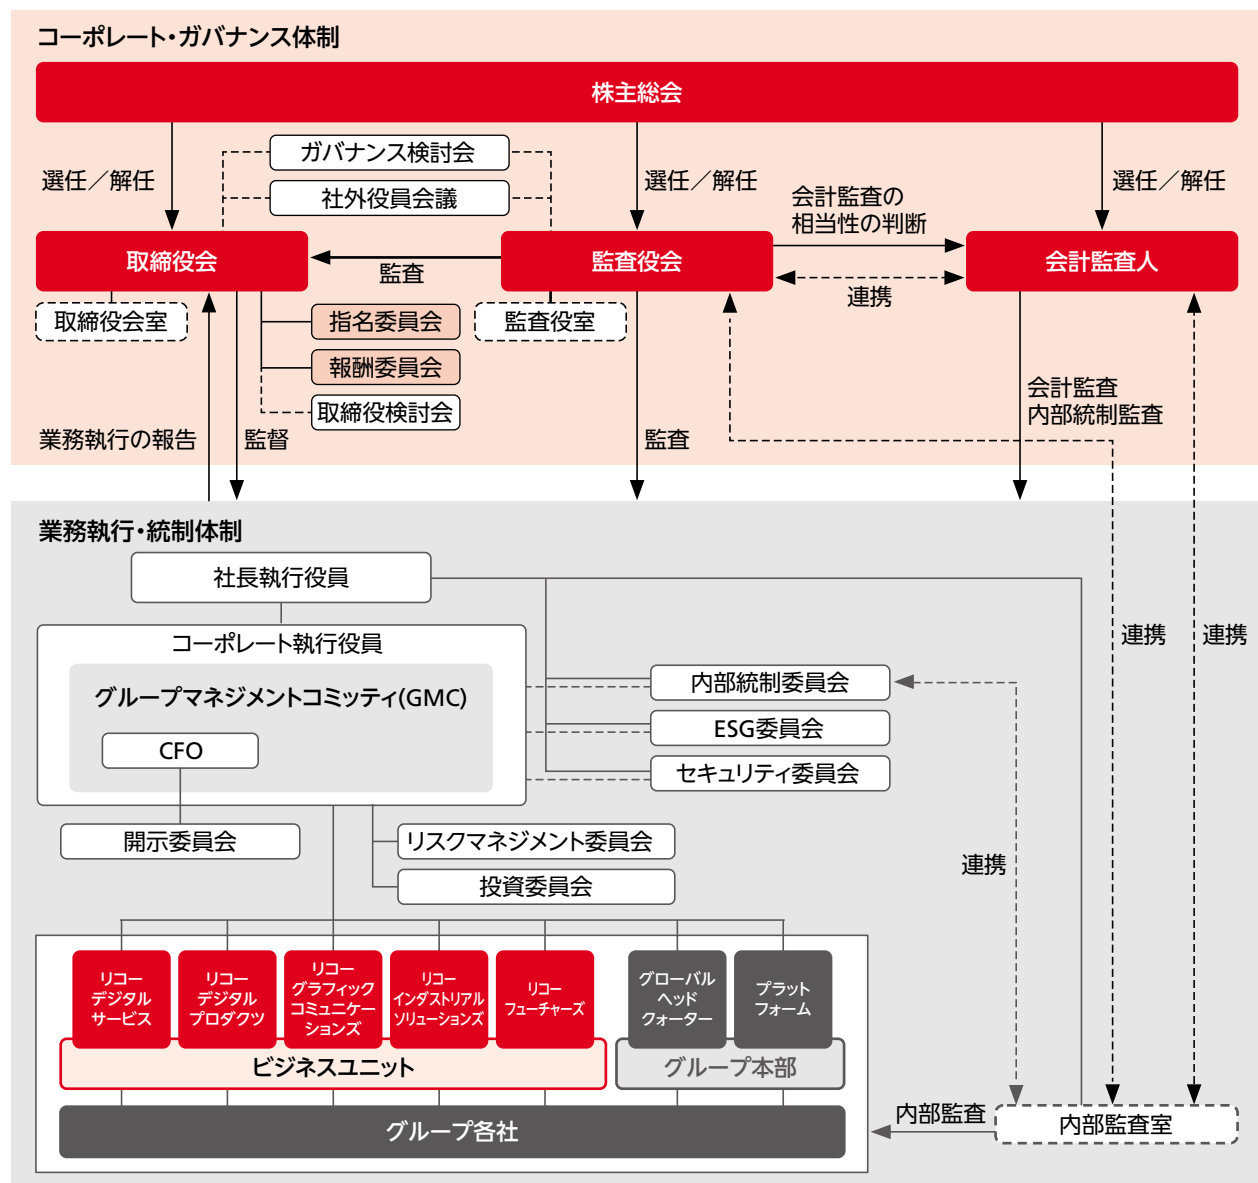 コーポレート・ガバナンス体制
株主総会
ガバナンス検討会
社外役員会議
選任／解任
選任／解任
選任／解任
会計監査の
相当性の判断
取締役会
監査役会
会計監査人
監査
連携
取締役会室
指名委員会
監査役室
報酬委員会
取締役検討会
会計監査
内部統制監査
業務執行の報告
監督
監査
業務執行・統制体制
社長執行役員
コーポレート執行役員
連携
連携
グループマネジメントコミッティ(GMC)
内部統制委員会
CFO
ESG委員会
セキュリティ委員会
開示委員会
リスクマネジメント委員会
連携
投資委員会
リコー
デジタル
サービス
リコー
デジタル
プロダクツ
リコー
グラフィック
コミュニケー
ションズ
リコー
インダストリアル
ソリューションズ
リコー
フューチャーズ
グローバル
ヘッド
クォーター
プラット
フォーム
ビジネスユニット
グループ本部
グループ各社
内部監査
内部監査室